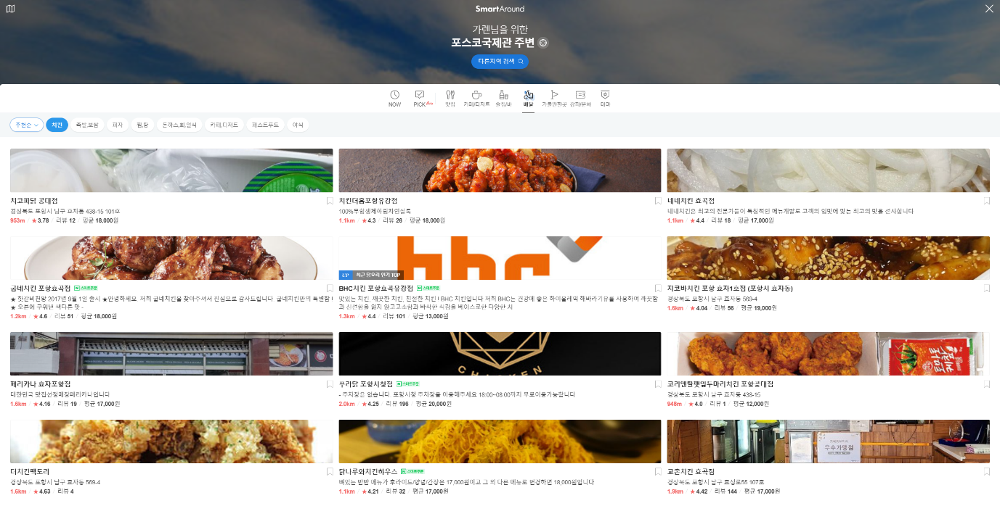 SmartAround
가렌님을 위한
포스코국제관 주변
다른지역 검색
NOW
PICK Beta
맛집
카페/디저트
술집/바
배달
가볼만한곳
강좌/문화
테마
추천순
치킨
족발,보쌈
피자
찜,탕
돈까스,회,일식
카페,디저트
패스트푸드
야식
치코파닭 공대점
경상북도 포항시 남구 효자동 438-15 101호
953m / ★ 3.78 / 리뷰 12 / 평균 18,000원
치킨더홈포항유강점
100%무항생제하림자연실록
1.1km / ★ 4.3 / 리뷰 26 / 평균 18,000원
네네치킨 효곡점
네네치킨은 최고의 전문가들이 독창적인 메뉴개발로 고객의 입맛에 맞는 최고의 맛을 선사합니다
1.1km / ★ 4.4 / 리뷰 18 / 평균 17,000원
굽네치킨 포항효곡점 스마트주문
★ 핫갈비천왕 2017년 9월 1일 출시 ★안녕하세요. 저희 굽네치킨을 찾아주셔서 진심으로 감사드립니다. 굽네치킨만의 특별함 !
★ 오븐에 구워낸 색다른 맛 -
1.2km / ★ 4.6 / 리뷰 51 / 평균 18,000원
bhc
UP 최근 닭요리 인기 TOP
BHC치킨 포항효곡유강점 스마트주문
맛있는 치킨, 깨끗한 치킨, 친절한 치킨 ! BHC 치킨입니다 저희 BHC는 건강에 좋은 하이올레익 해바라기유를 사용하여 깨끗함
과 신선함을 잃지 않고고소함과 바삭한 식감을 베이스로한 다양한 치
1.3km / ★ 4.4 / 리뷰 101 / 평균 13,000원
지코바치킨 포항 효자1호점 (포항시 효자동)
경상북도 포항시 남구 효자동 569-4
1.6km / ★ 4.04 / 리뷰 56 / 평균 19,000원
페리카나 효자포항점
대한민국 맛집선정매장페리카나입니다
1.6km / ★ 4.16 / 리뷰 19 / 평균 17,000원
CHICKEN
푸라닭 포항시청점 스마트주문
- 주차장은 없습니다. 포항시청 주차장을 이용해주세요 18:00~08:00까지 무료이용가능합니다
2.0km / ★ 4.25 / 리뷰 196 / 평균 20,000원
코리엔탈깻잎두마리치킨 포항공대점
경상북도 포항시 남구 효자동 438-15
948m / ★ 4.0 / 리뷰 1 / 평균 12,000원
더치킨팩토리
경상북도 포항시 남구 효자동 569-4
1.6km / ★ 4.63 / 리뷰 4
닭나루와치킨하우스 스마트주문
뼈있는 반반 메뉴가 후라이드/양념/간장은 17,000원이고 그 외 다른 메뉴로 변경하면 18,000원입니다
1.1km / ★ 4.21 / 리뷰 32 / 평균 17,000원
우수가맹점
교촌치킨 효곡점
경상북도 포항시 남구 효성로55 107호
1.9km / ★ 4.42 / 리뷰 144 / 평균 17,000원